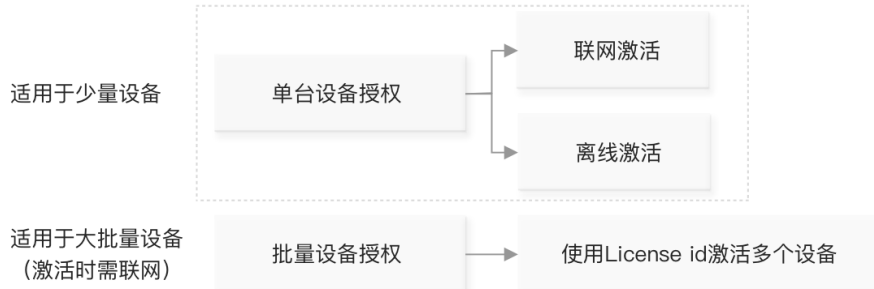 联网激活
适用于少量设备
单台设备授权
离线激活
适用于大批量设备
（激活时需联网）
批量设备授权
使用License id激活多个设备